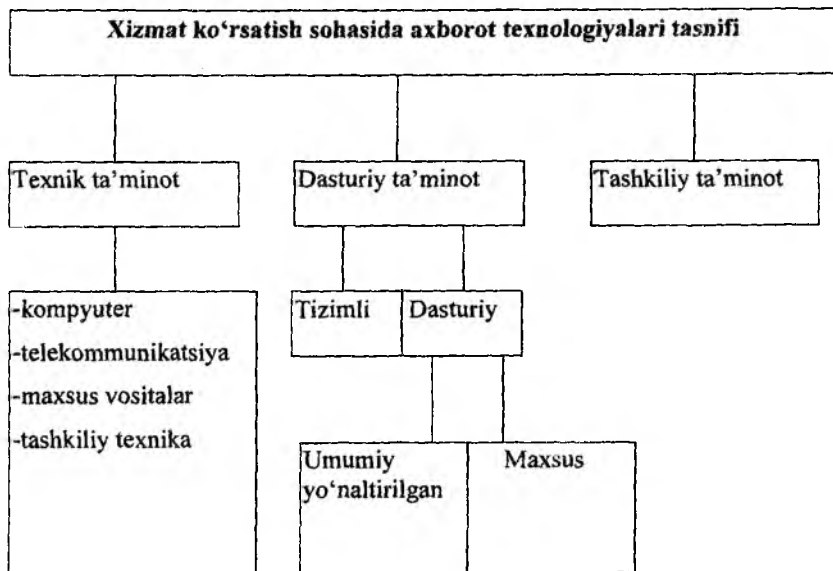 Xizmat ko‘rsatish sohasida axborot texnologiyalari tasnifi
Texnik ta’minot
Dasturiy ta’minot
Tashkiliy ta’minot
-kompyuter
-telekommunikatsiya
-maxsus vositalar
-tashkiliy texnika
Tizimli
Dasturiy
Umumiy
yo‘naltirilgan
Maxsus